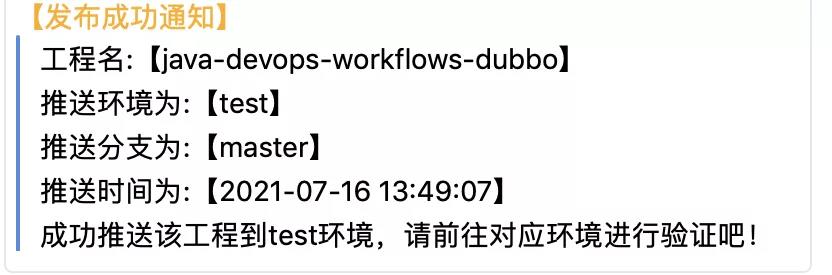 【发布成功通知】
工程名:【java-devops-workflows-dubbo】
推送环境为:【test】
推送分支为:【master】
推送时间为:【2021-07-16 13:49:07】
成功推送该工程到test环境，请前往对应环境进行验证吧！